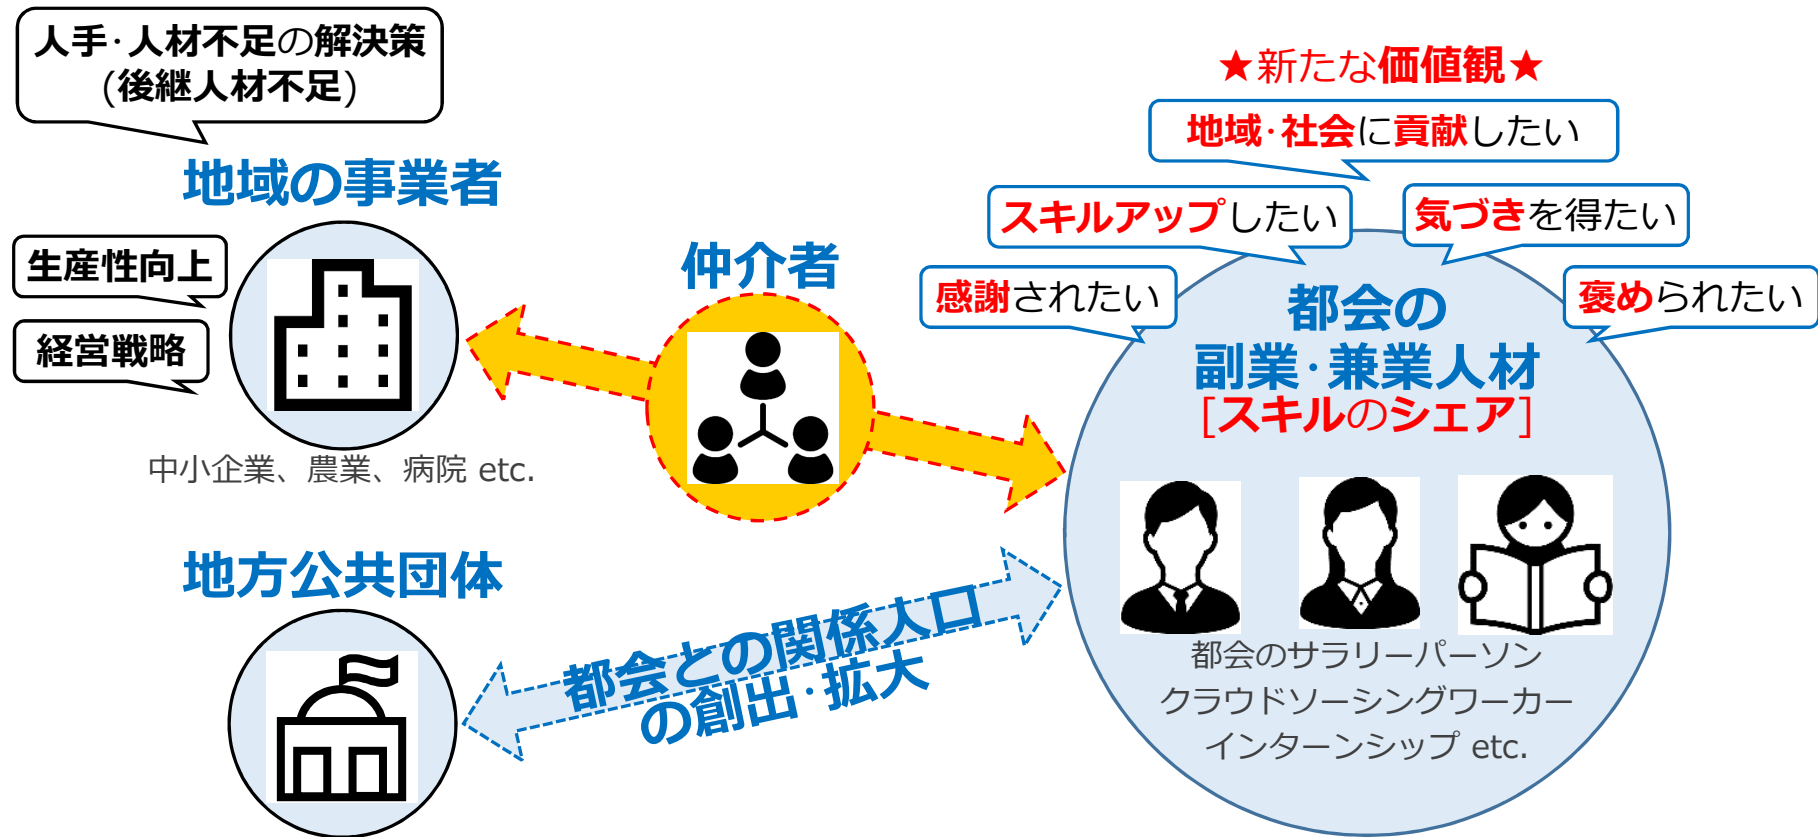 人手・人材不足の解決策
(後継人材不足)
地域の事業者
生産性向上
経営戦略
中小企業、農業、病院 etc.
仲介者
★新たな価値観★
地域・社会に貢献したい
スキルアップしたい
気づきを得たい
感謝されたい
褒められたい
都会の
副業・兼業人材
[スキルのシェア]
都会のサラリーパーソン
クラウドソーシングワーカー
インターンシップ etc.
地方公共団体
都会との関係人口
の創出・拡大